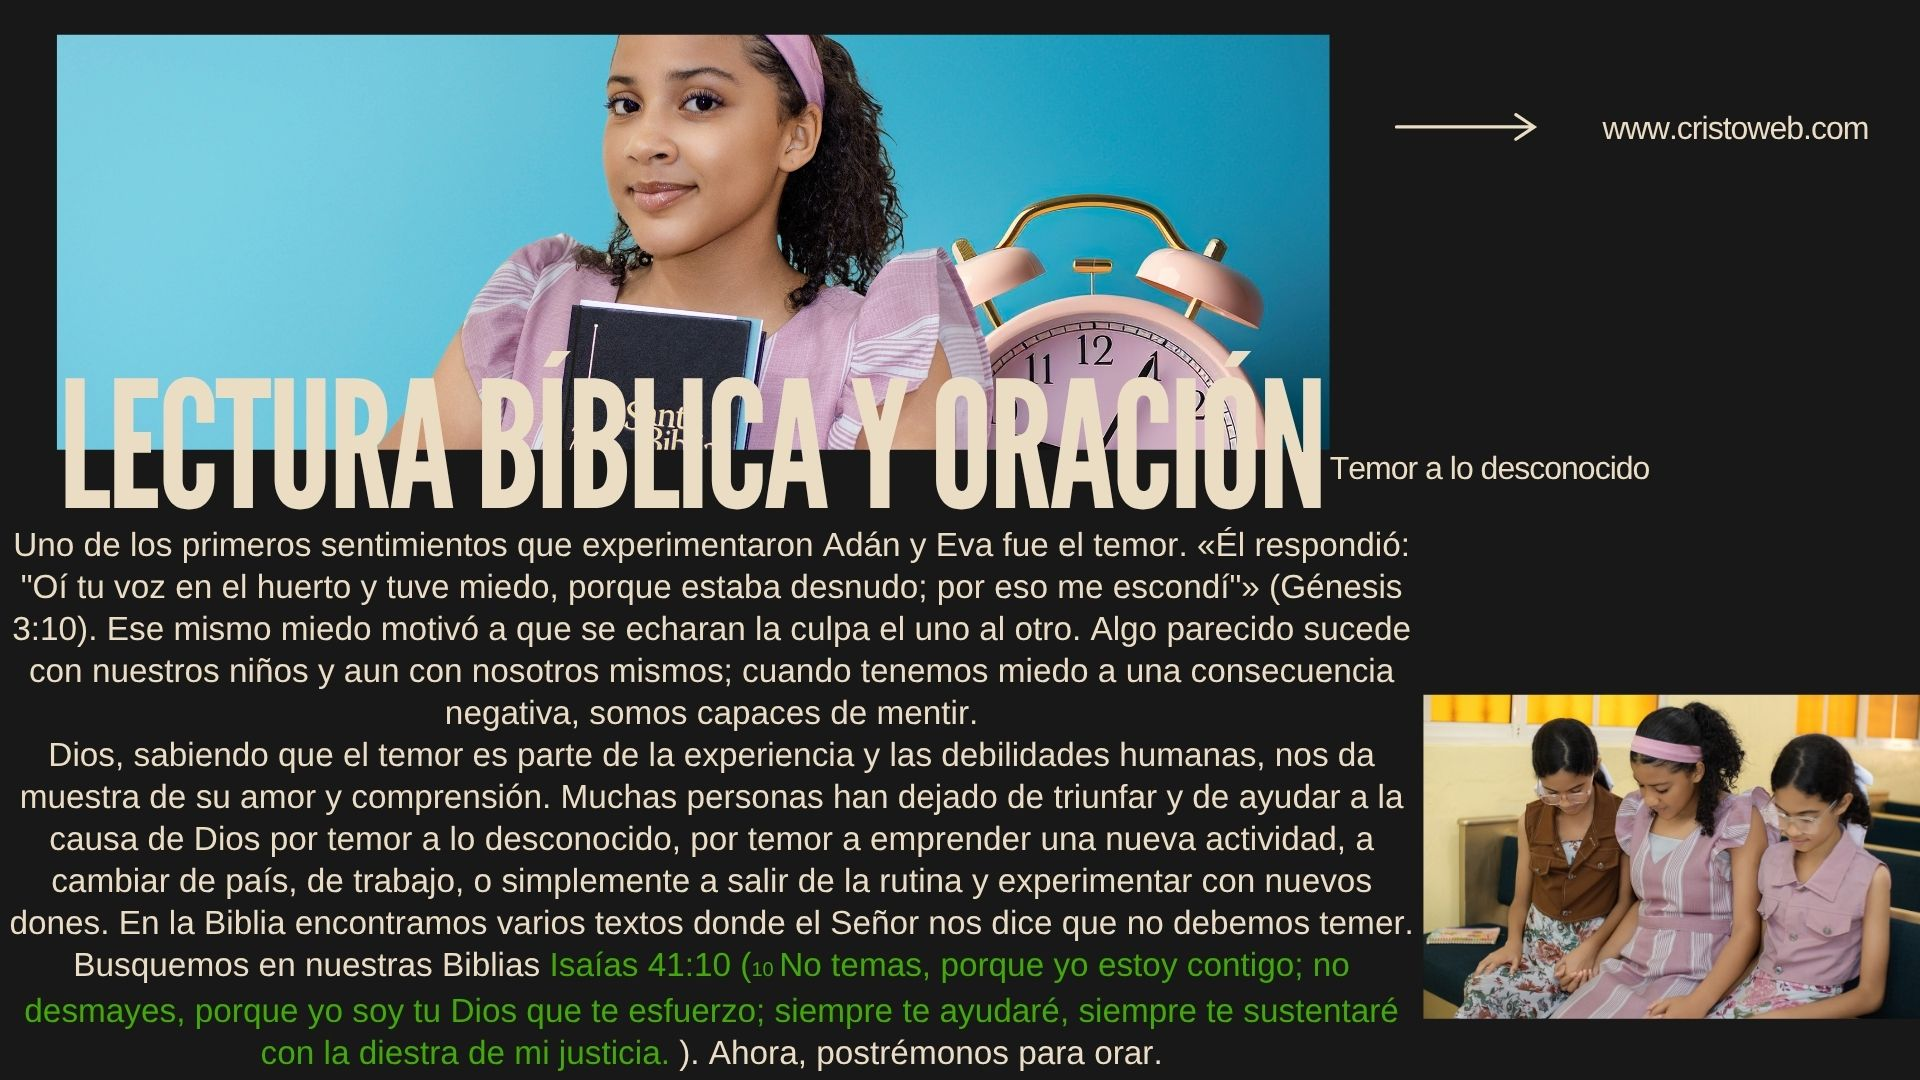 www.cristoweb.com
11 12 1
2
Santa
LECTURA BÍBLICA Y ORACIÓN
Temor a lo desconocido
Uno de los primeros sentimientos que experimentaron Adán y Eva fue el temor. «Él respondió:
"Oí tu voz en el huerto y tuve miedo, porque estaba desnudo; por eso me escondí"» (Génesis
3:10). Ese mismo miedo motivó a que se echaran la culpa el uno al otro. Algo parecido sucede
con nuestros niños y aun con nosotros mismos; cuando tenemos miedo a una consecuencia
negativa, somos capaces de mentir.
Dios, sabiendo que el temor es parte de la experiencia y las debilidades humanas, nos da
muestra de su amor y comprensión. Muchas personas han dejado de triunfar y de ayudar a la
causa de Dios por temor a lo desconocido, por temor a emprender una nueva actividad, a
cambiar de país, de trabajo, o simplemente a salir de la rutina y experimentar con nuevos
dones. En la Biblia encontramos varios textos donde el Señor nos dice que no debemos temer.
Busquemos en nuestras Biblias Isaías 41:10 (10 No temas, porque yo estoy contigo; no
desmayes, porque yo soy tu Dios que te esfuerzo; siempre te ayudaré, siempre te sustentaré
con la diestra de mi justicia. ). Ahora, postrémonos para orar.